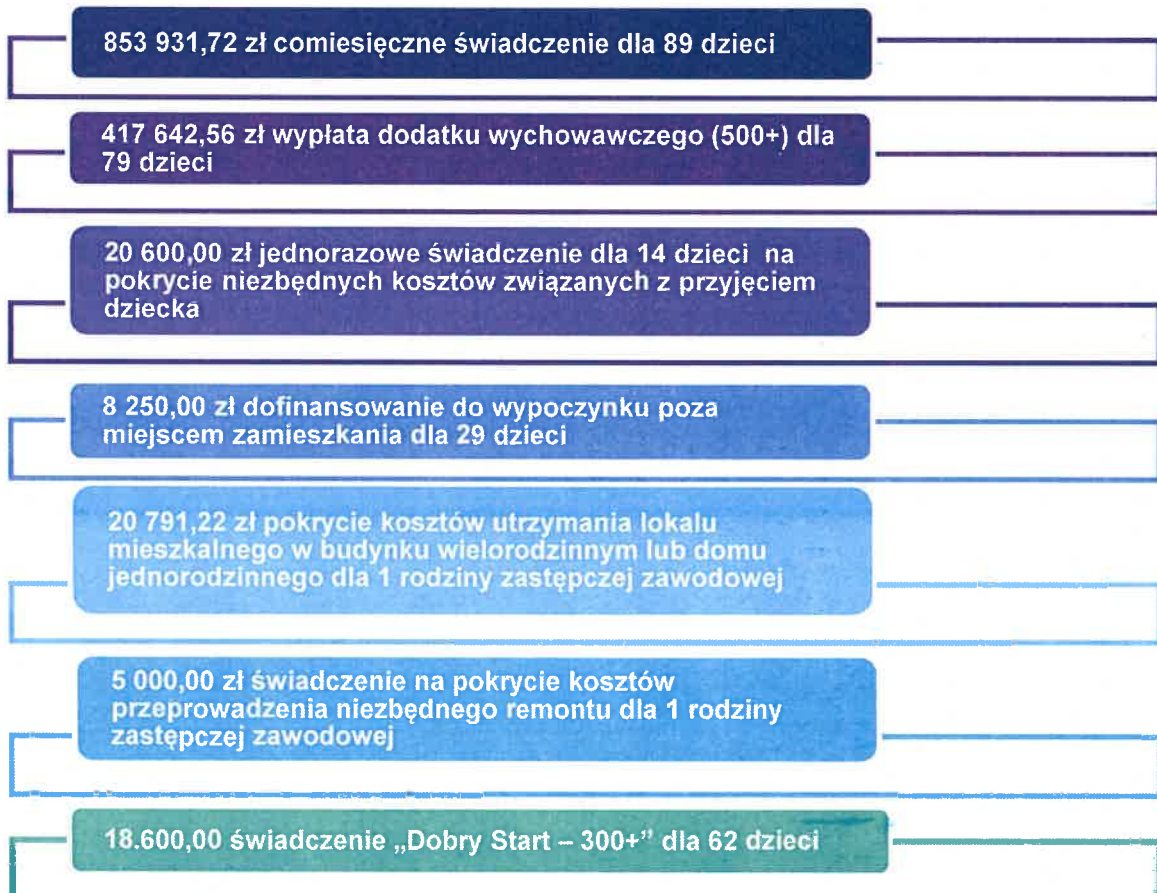 853 931,72 zł comiesięczne świadczenie dla 89 dzieci
417 642,56 zł wypłata dodatku wychowawczego (500+) dla
79 dzieci
20 600,00 zł jednorazowe świadczenie dla 14 dzieci na
pokrycie niezbędnych kosztów związanych z przyjęciem
dziecka
8 250,00 zł dofinansowanie do wypoczynku poza
miejscem zamieszkania dla 29 dzieci
20 791,22 zł pokrycie kosztów utrzymania lokalu
mieszkalnego w budynku wielorodzinnym lub domu
jednorodzinnego dla 1 rodziny zastępczej zawodowej
5 000,00 zł świadczenie na pokrycie kosztów
przeprowadzenia niezbędnego remontu dla 1 rodziny
zastępczej zawodowej
18.600,00 świadczenie „Dobry Start – 300+” dla 62 dzieci